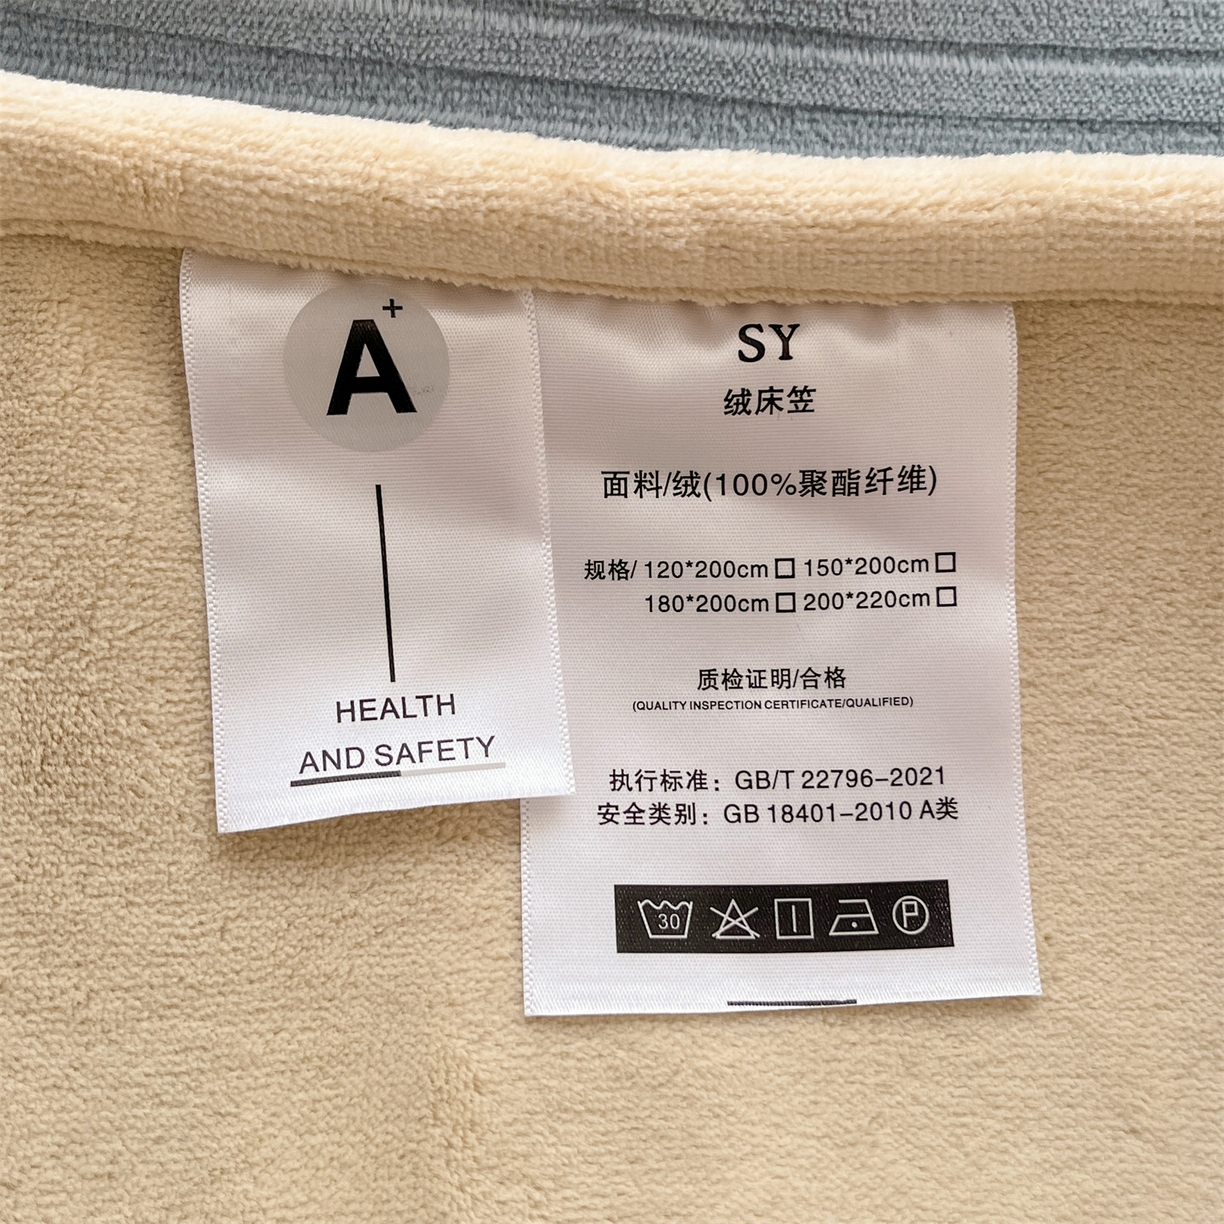 A+
HEALTH
AND SAFETY
SY
绒床笠
面料/绒(100%聚酯纤维)
规格/ 120*200cm□ 150*200cm□
180*200cm□ 200*220cm□
质检证明/合格
(QUALITY INSPECTION CERTIFICATE/QUALIFIED)
执行标准：GB/T 22796-2021
安全类别：GB 18401-2010 A类
30 P